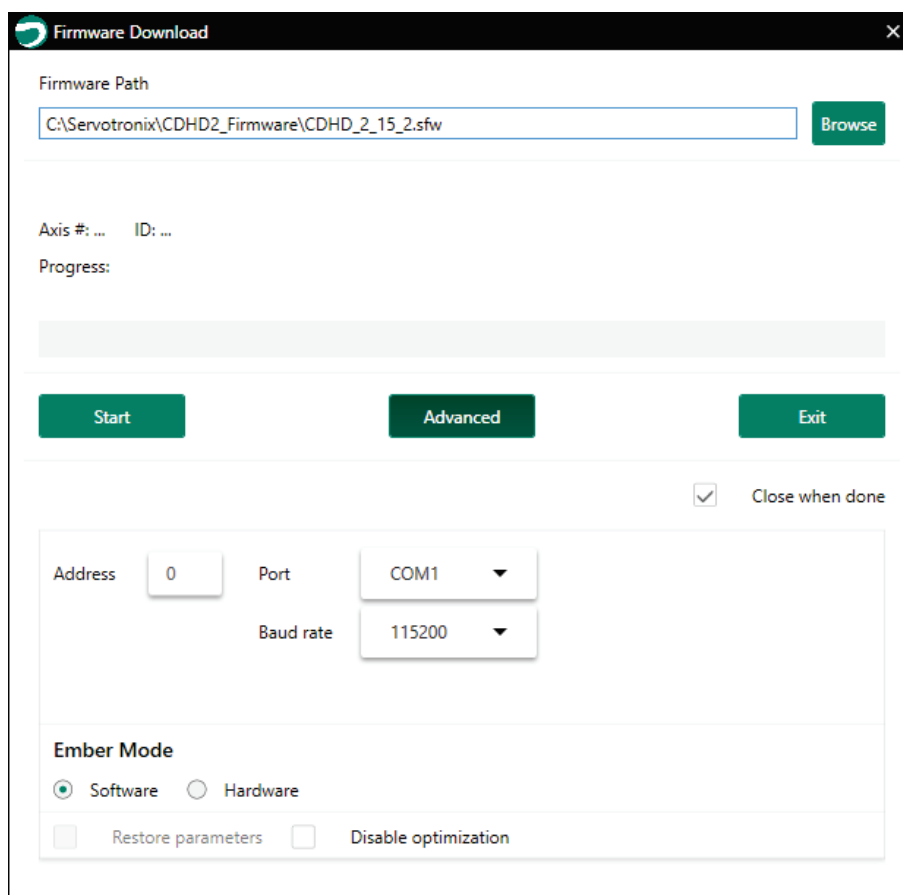 Firmware Download
Firmware Path
C:\Servotronix\CDHD2_Firmware\CDHD_2_15_2.sfw Browse
Axis #: ... ID: ...
Progress:
Start Advanced Exit
Close when done
Address 0 Port COM1
Baud rate 115200
Ember Mode
Software Hardware
Restore parameters Disable optimization